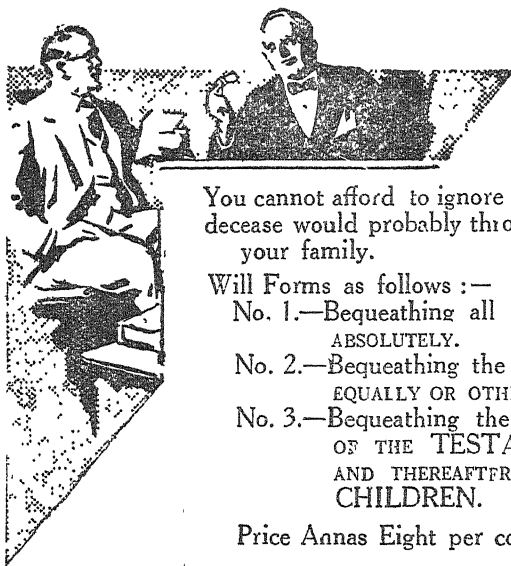 You cannot afford to ignore
decease would probably thro
your family.
Will Forms as follows :—
No. 1.—Bequeathing all
ABSOLUTELY.
No. 2.—Bequeathing the
EQUALLY OR OTH
No. 3.—Bequeathing the
OF THE TESTA
AND THEREAFTER
CHILDREN.
Price Annas Eight per co